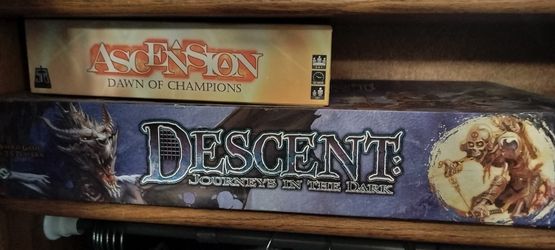 ASCENSION
DAWN OF CHAMPIONS
DESCENT:
JOURNEYS IN THE DARK